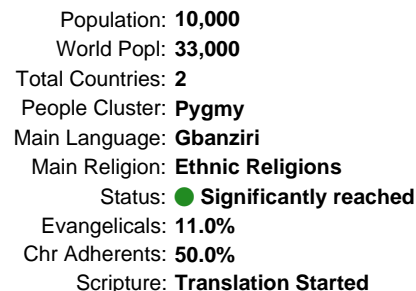 Population: 10,000
World Popl: 33,000
Total Countries: 2
People Cluster: Pygmy
Main Language: Gbanziri
Main Religion: Ethnic Religions
Status: Significantly reached
Evangelicals: 11.0%
Chr Adherents: 50.0%
Scripture: Translation Started